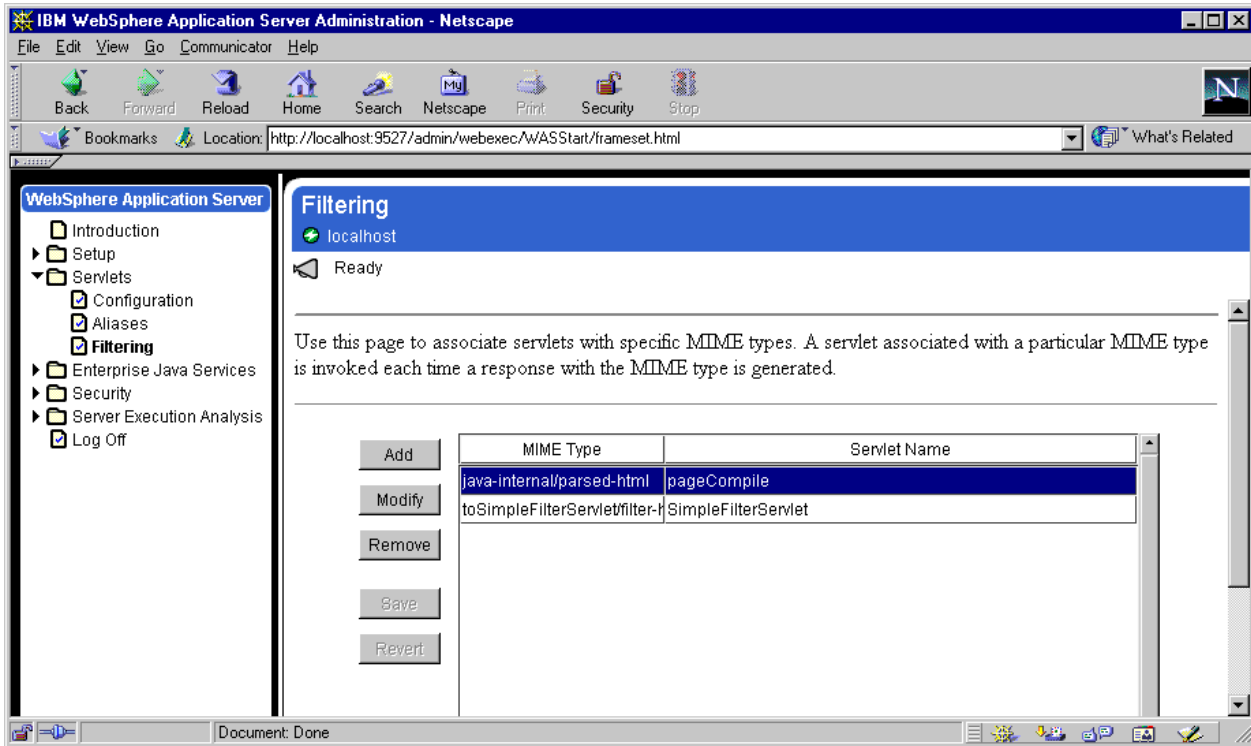 IBM WebSphere Application Server Administration - Netscape
File Edit View Go Communicator Help
My
Back Forward Reload Home Search Netscape Print Security Stop
N
Bookmarks Location: http://localhost:9527/admin/webexec/WASStart/frameset.html What's Related
WebSphere Application Server
Introduction
Setup
Servlets
Configuration
Aliases
Filtering
Enterprise Java Services
Security
Server Execution Analysis
Log Off
Filtering
localhost
Ready
Use this page to associate servlets with specific MIME types. A servlet associated with a particular MIME type
is invoked each time a response with the MIME type is generated.
Add
Modify
Remove
Save
Revert
MIME Type Servlet Name
java-internal/parsed-html pageCompile
toSimpleFilterServlet/filter-h SimpleFilterServlet
Document: Done